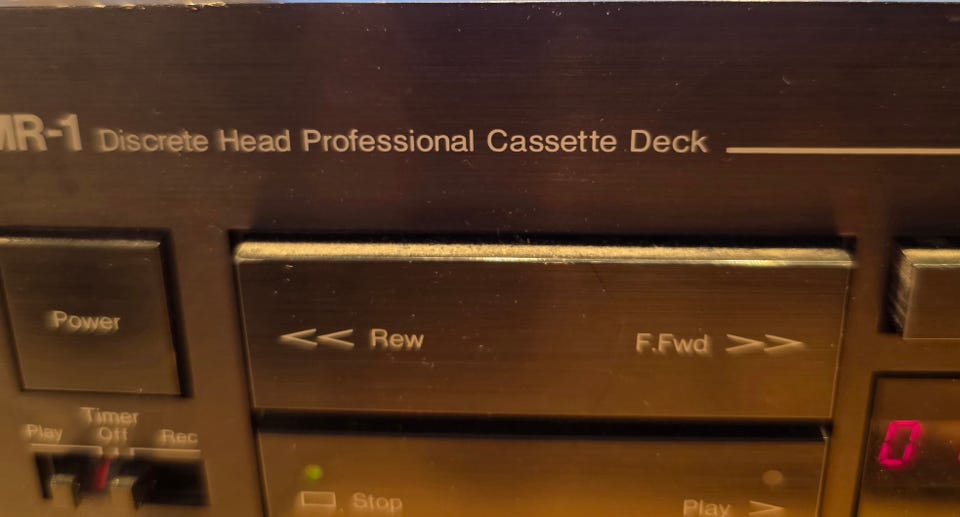 MR-1 Discrete Head Professional Cassette Deck
Power
<< Rew
F.Fwd >>
Timer
Play Off Rec
Stop
Play >
0